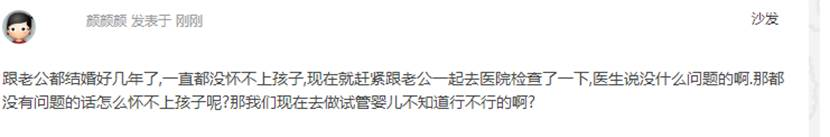 颜颜颜 发表于 刚刚 沙发
跟老公都结婚好几年了,一直都没怀不上孩子,现在就赶紧跟老公一起去医院检查了一下,医生说没什么问题的啊.那都
没有问题的话怎么怀不上孩子呢?那我们现在去做试管婴儿不知道行不行的啊?